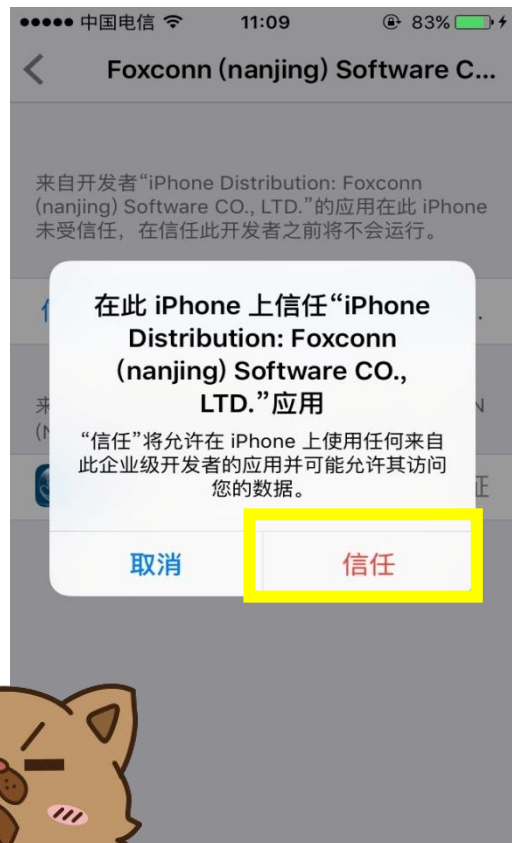 中国电信 11:09 83%
Foxconn (nanjing) Software C...
来自开发者“iPhone Distribution: Foxconn
(nanjing) Software CO., LTD.”的应用在此 iPhone
未受信任，在信任此开发者之前将不会运行。
在此 iPhone 上信任“iPhone
Distribution: Foxconn
(nanjing) Software CO.,
LTD.”应用
“信任”将允许在 iPhone 上使用任何来自
此企业级开发者的应用并可能允许其访问
您的数据。
取消 信任